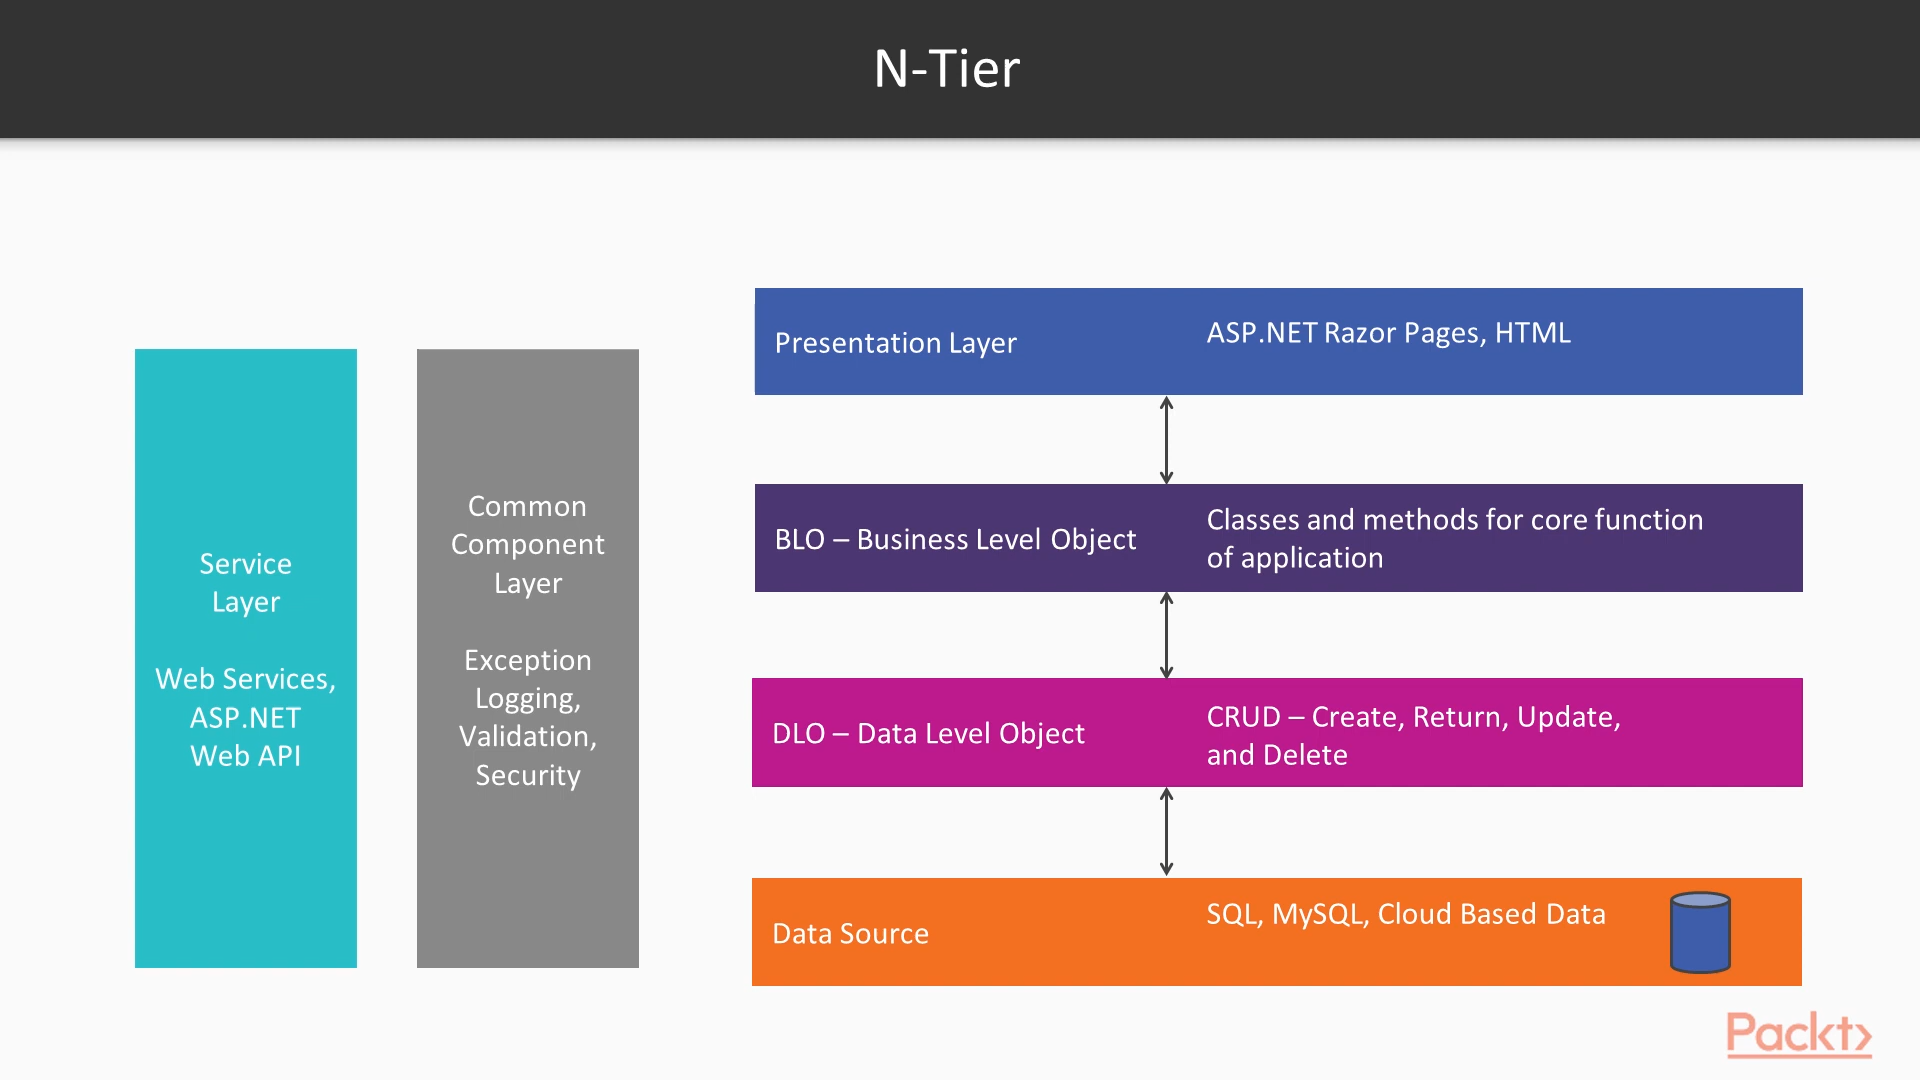 N-Tier
Service
Layer
Web Services,
ASP.NET
Web API
Common
Component
Layer
Exception
Logging,
Validation,
Security
Presentation Layer
ASP.NET Razor Pages, HTML
BLO – Business Level Object
Classes and methods for core function
of application
DLO – Data Level Object
CRUD – Create, Return, Update,
and Delete
Data Source
SQL, MySQL, Cloud Based Data
Packt>